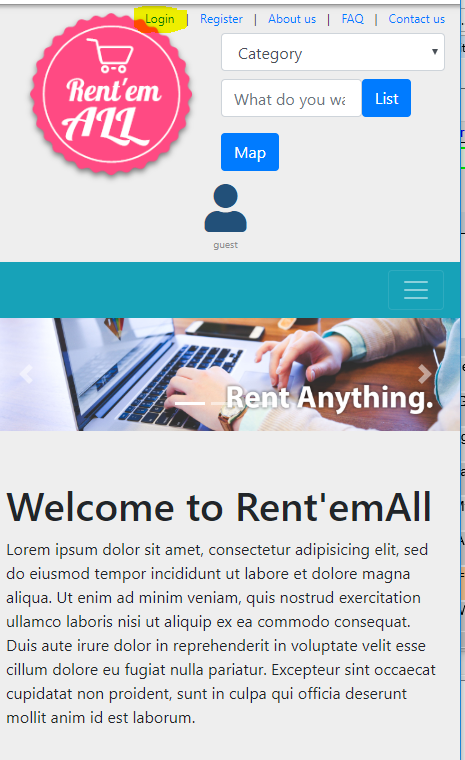 Login | Register | About us | FAQ | Contact us
Rent'em
ALL
Category
What do you wa
List
Map
guest
Rent Anything.
Welcome to Rent'emAll
Lorem ipsum dolor sit amet, consectetur adipisicing elit, sed
do eiusmod tempor incididunt ut labore et dolore magna
aliqua. Ut enim ad minim veniam, quis nostrud exercitation
ullamco laboris nisi ut aliquip ex ea commodo consequat.
Duis aute irure dolor in reprehenderit in voluptate velit esse
cillum dolore eu fugiat nulla pariatur. Excepteur sint occaecat
cupidatat non proident, sunt in culpa qui officia deserunt
mollit anim id est laborum.